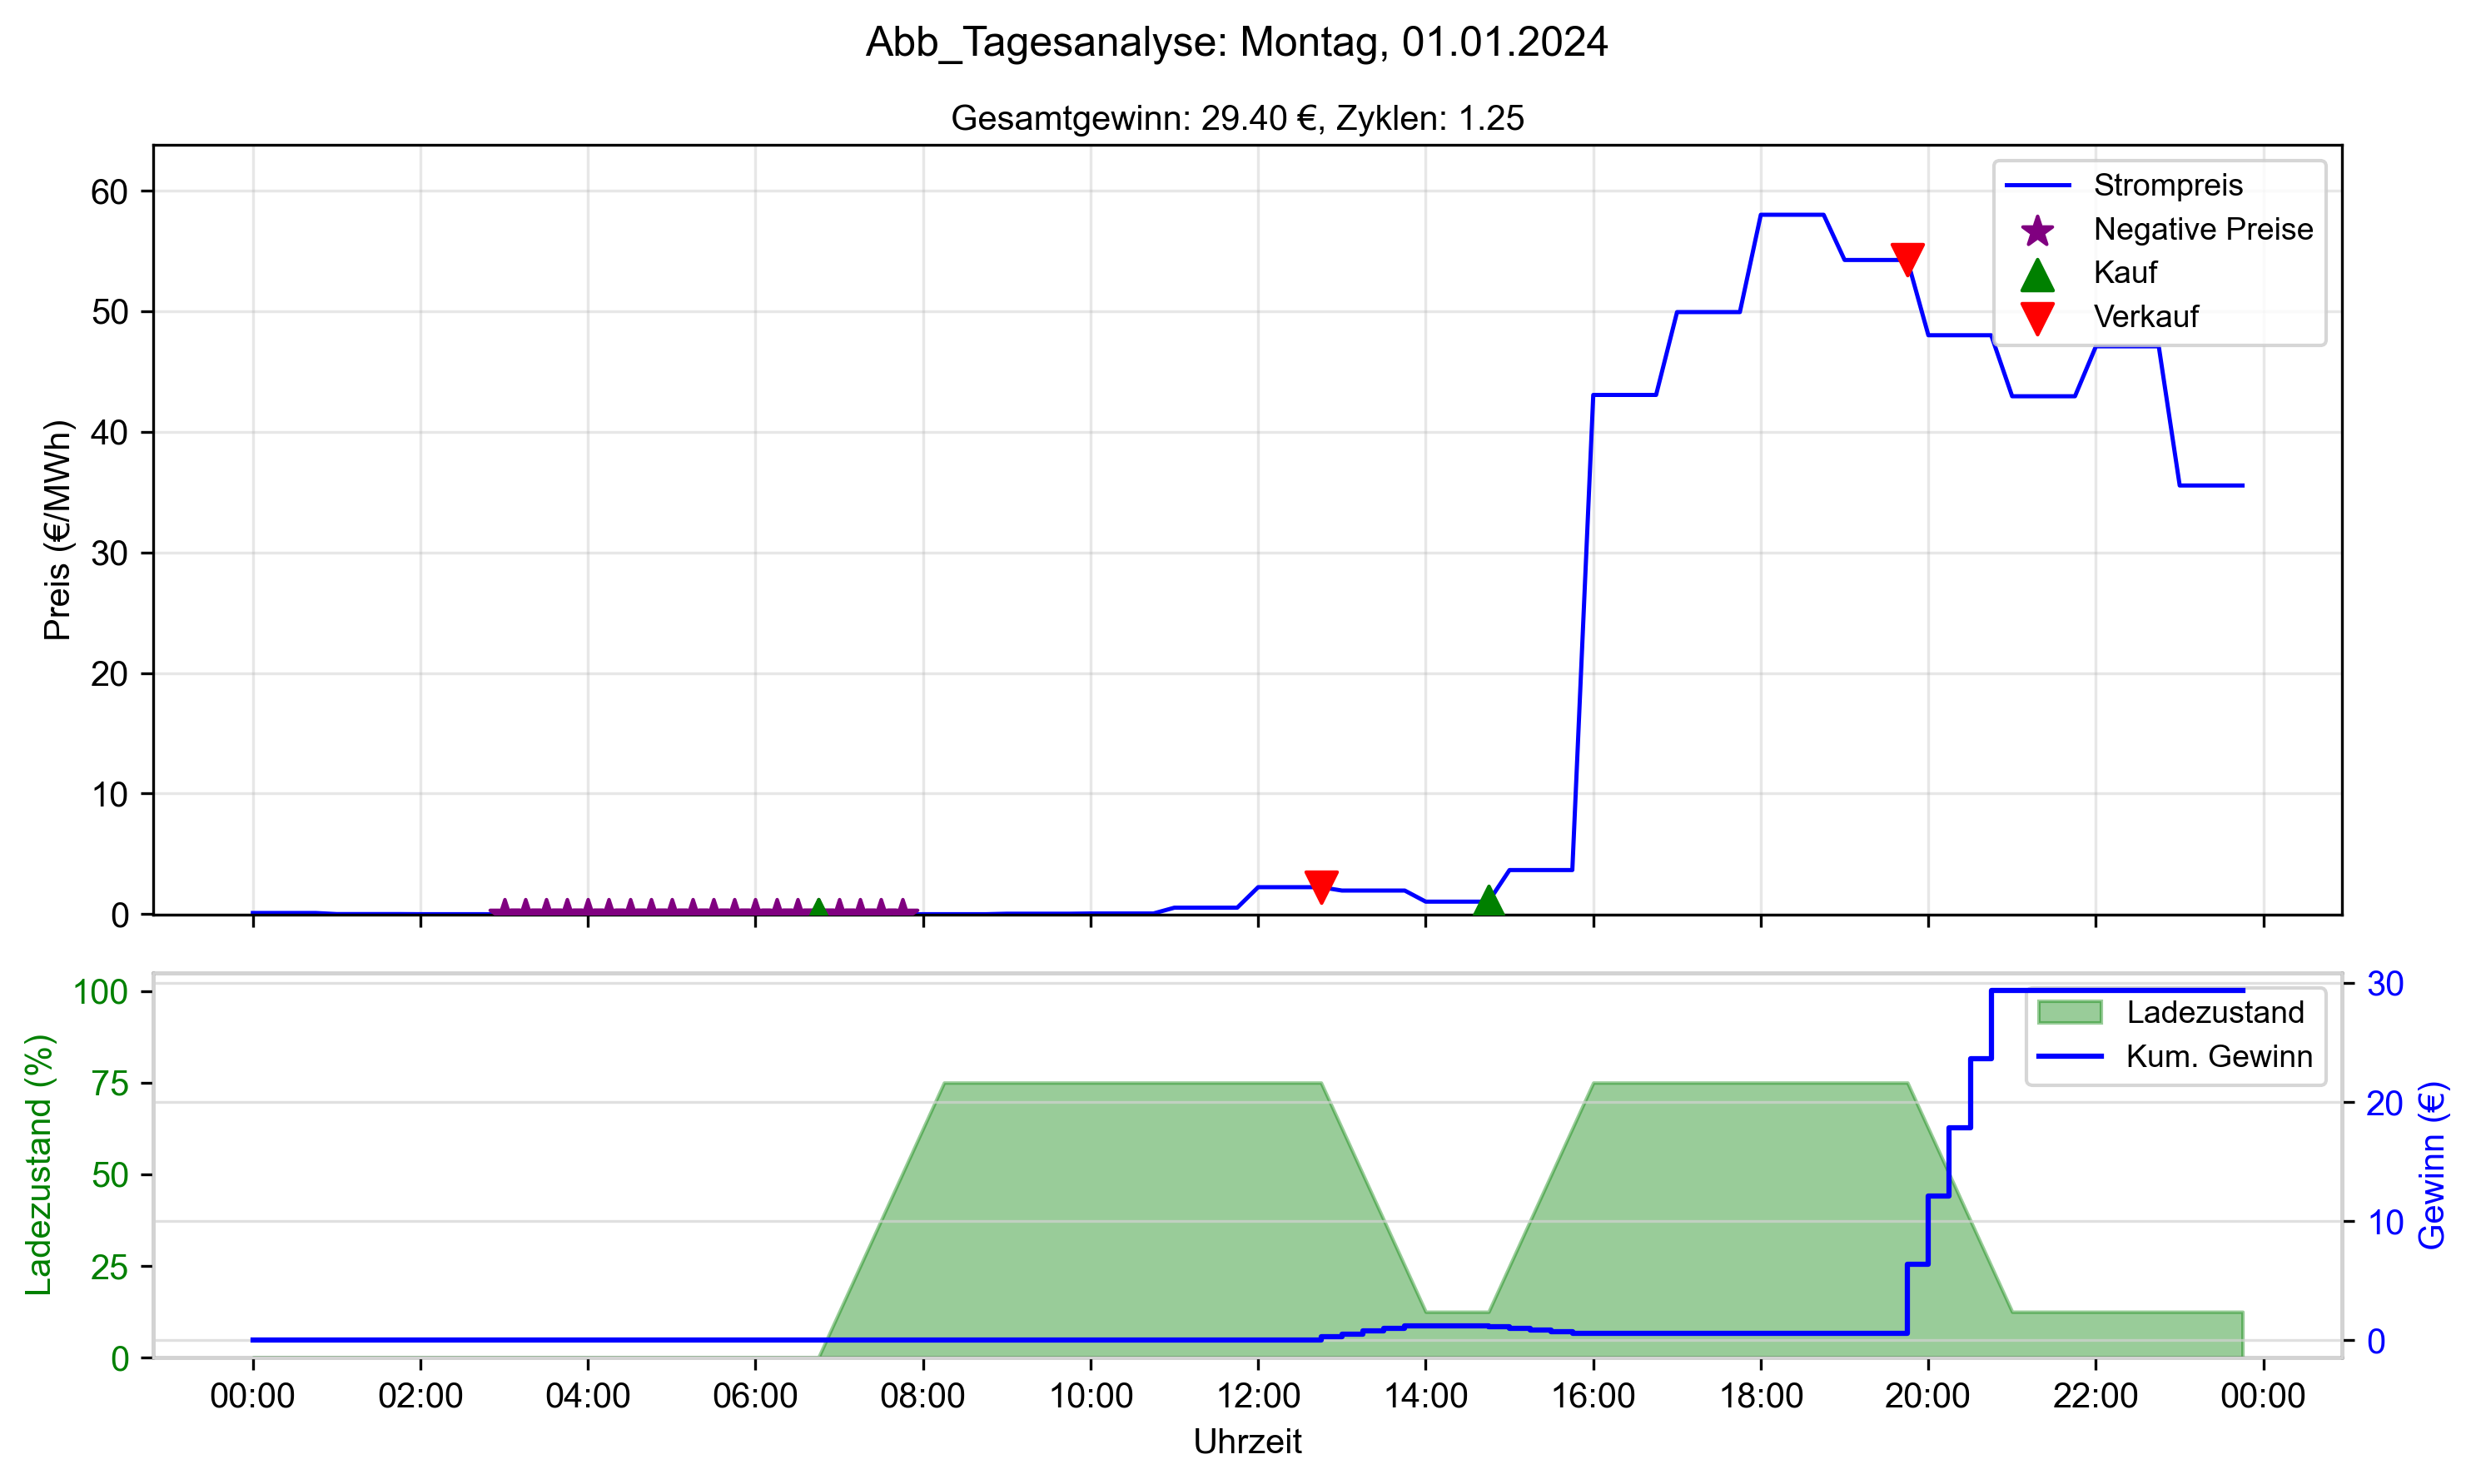 Abb_Tagesanalyse: Montag, 01.01.2024
Gesamtgewinn: 29.40 €, Zyklen: 1.25
Preis (€/MWh)
60
50
40
30
20
10
0
Strompreis
Negative Preise
Kauf
Verkauf
Ladezustand (%)
100
75
50
25
0
Ladezustand
Kum. Gewinn
30
20
10
0
Gewinn (€)
00:00 02:00 04:00 06:00 08:00 10:00 12:00 14:00 16:00 18:00 20:00 22:00 00:00
Uhrzeit